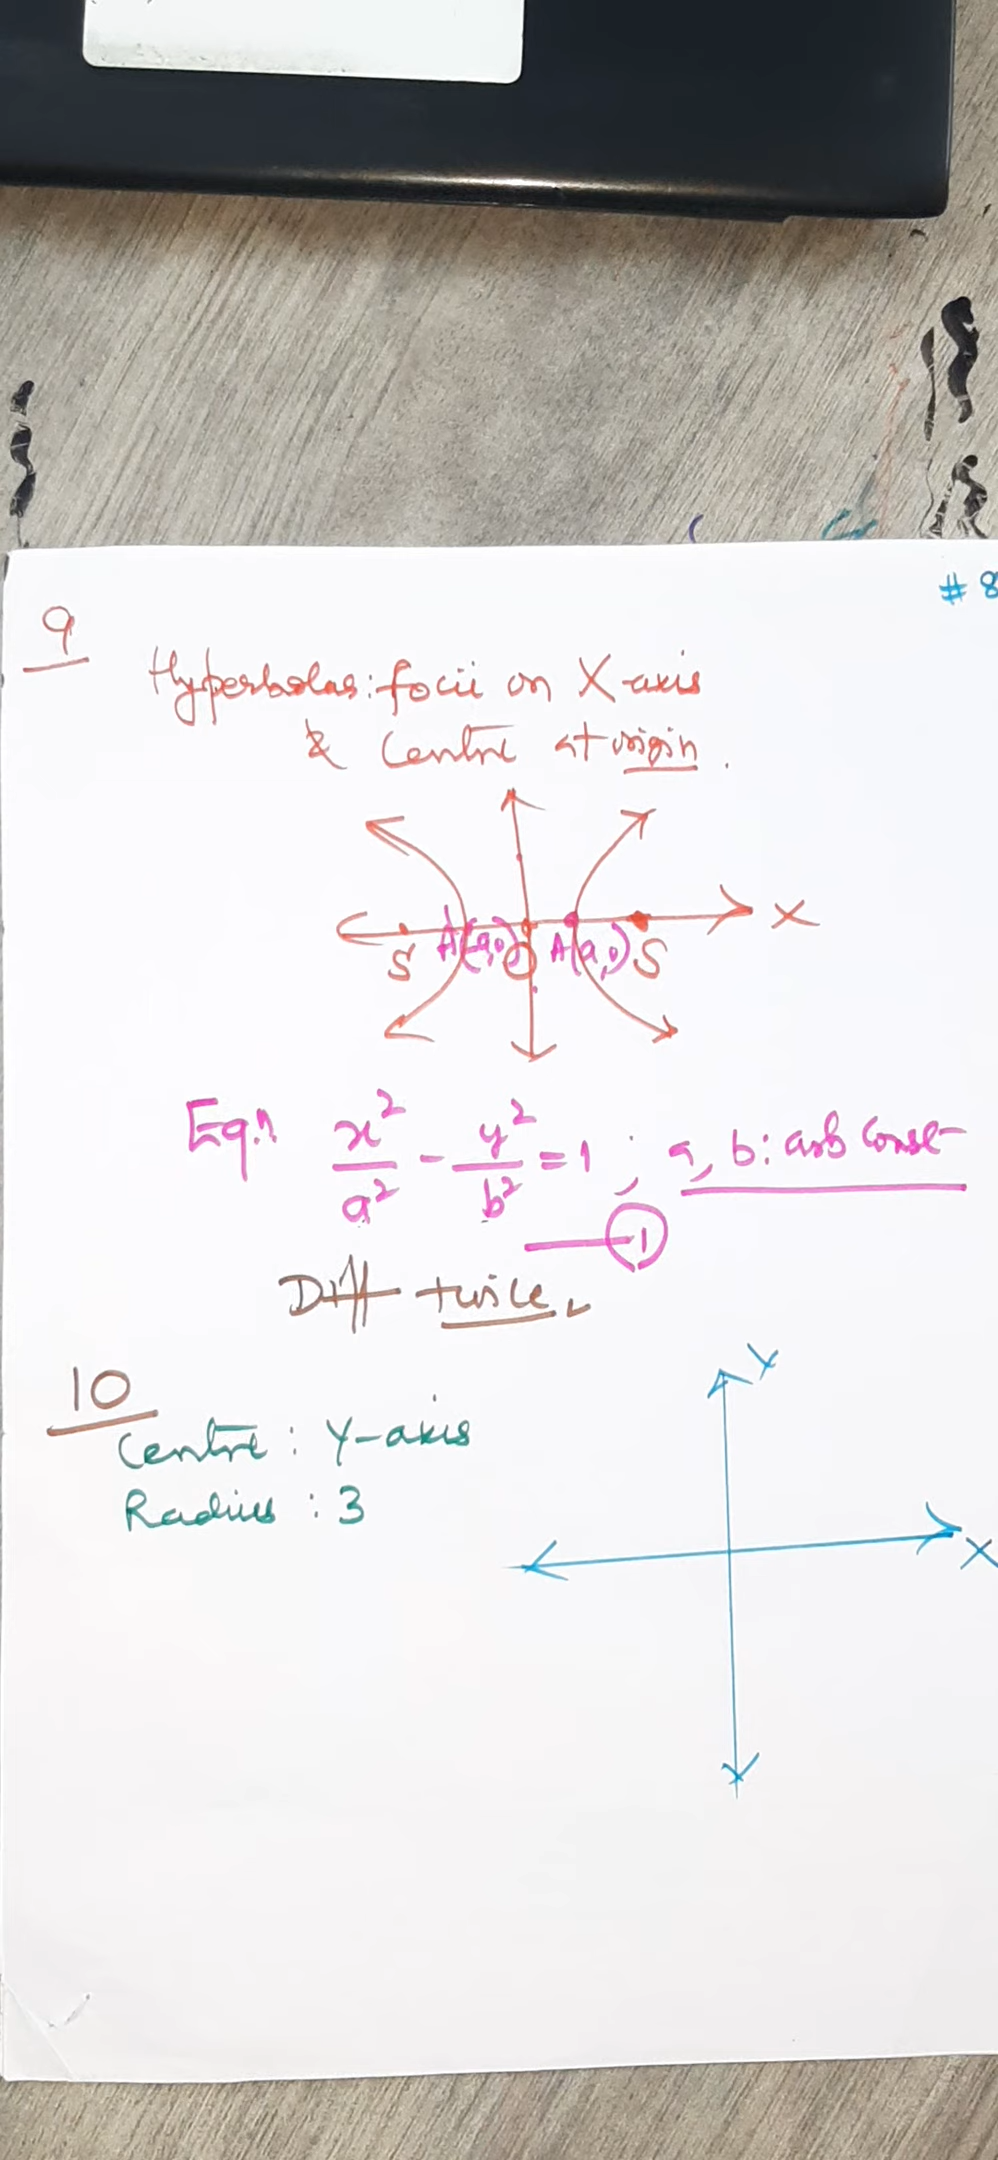 # 8
9
Hyperbolas: focii on X-axis
& Centre at origin.
X
S A'(a,0) O A(a,0) S
Eqn x²/a² - y²/b² = 1 ; a, b: arb const
1
Diff twice.
10
Y
Centre : Y-axis
Radius : 3
X